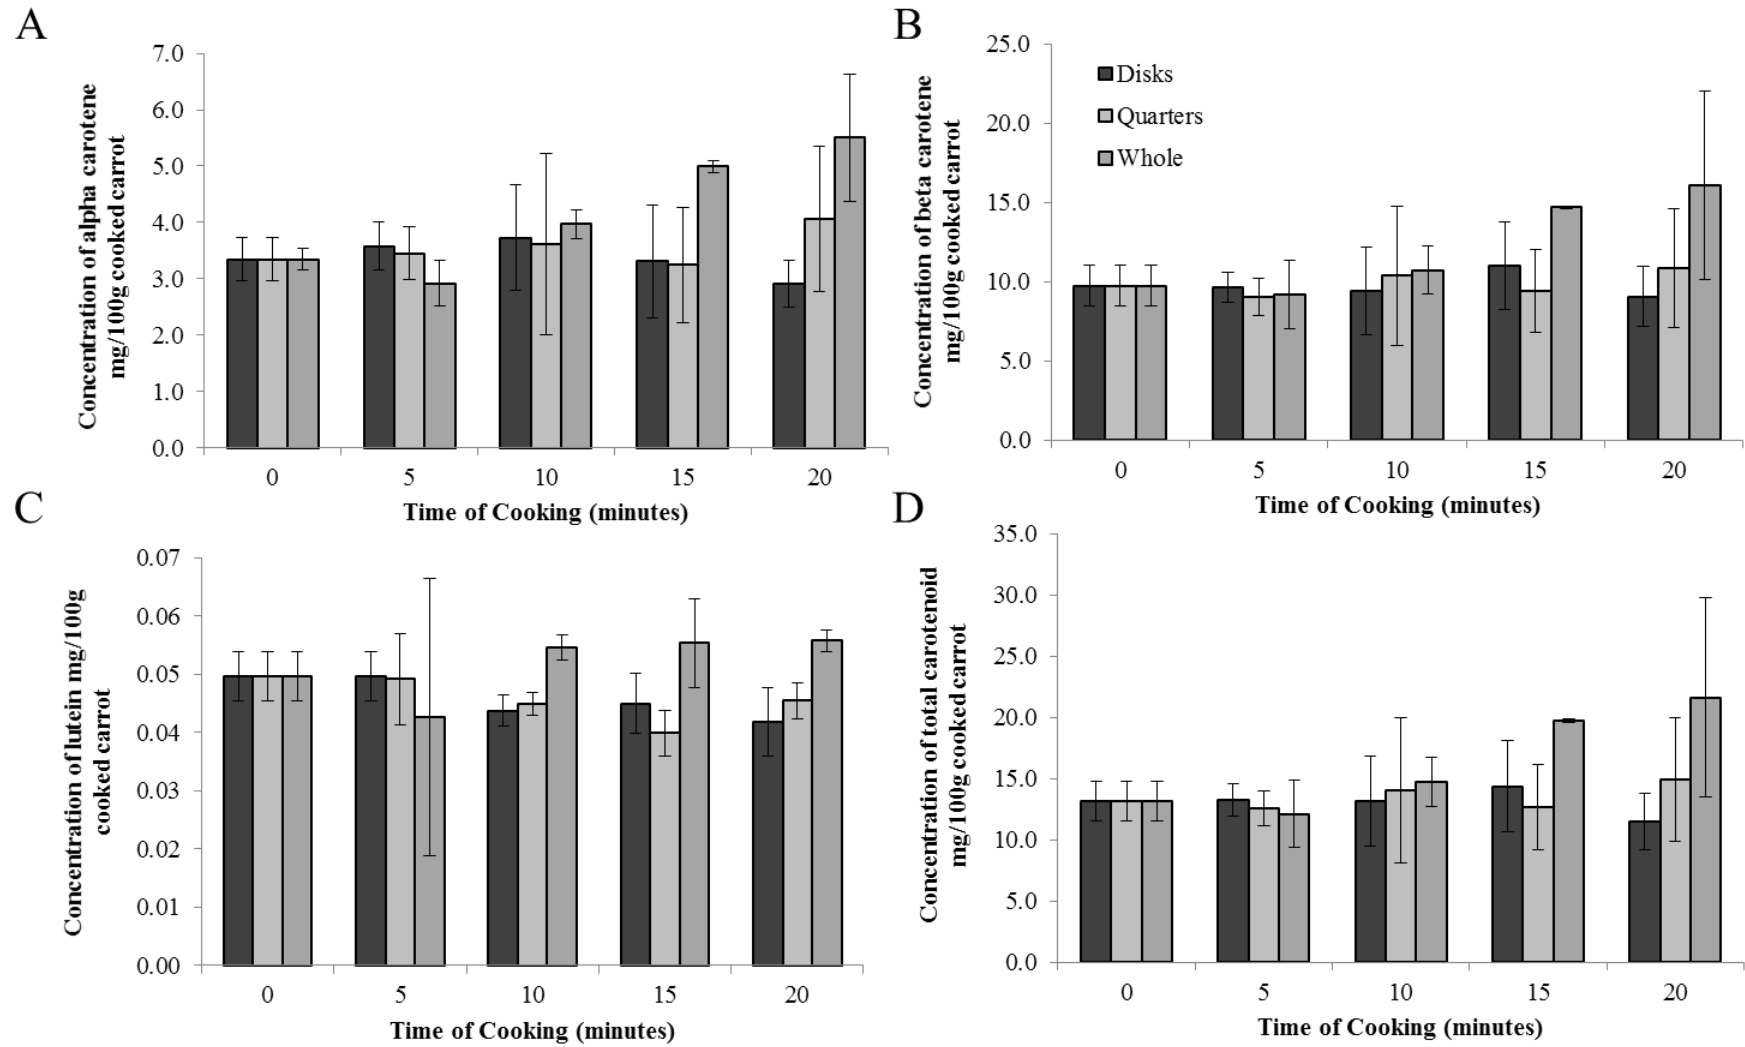 A
Concentration of alpha carotene
mg/100g cooked carrot
7.0
6.0
5.0
4.0
3.0
2.0
1.0
0.0
0 5 10 15 20
Time of Cooking (minutes)
B
Concentration of beta carotene
mg/100g cooked carrot
25.0
20.0
15.0
10.0
5.0
0.0
Disks
Quarters
Whole
0 5 10 15 20
Time of Cooking (minutes)
C
Concentration of lutein mg/100g
cooked carrot
0.07
0.06
0.05
0.04
0.03
0.02
0.01
0.00
0 5 10 15 20
Time of Cooking (minutes)
D
Concentration of total carotenoid
mg/100g cooked carrot
35.0
30.0
25.0
20.0
15.0
10.0
5.0
0.0
0 5 10 15 20
Time of Cooking (minutes)